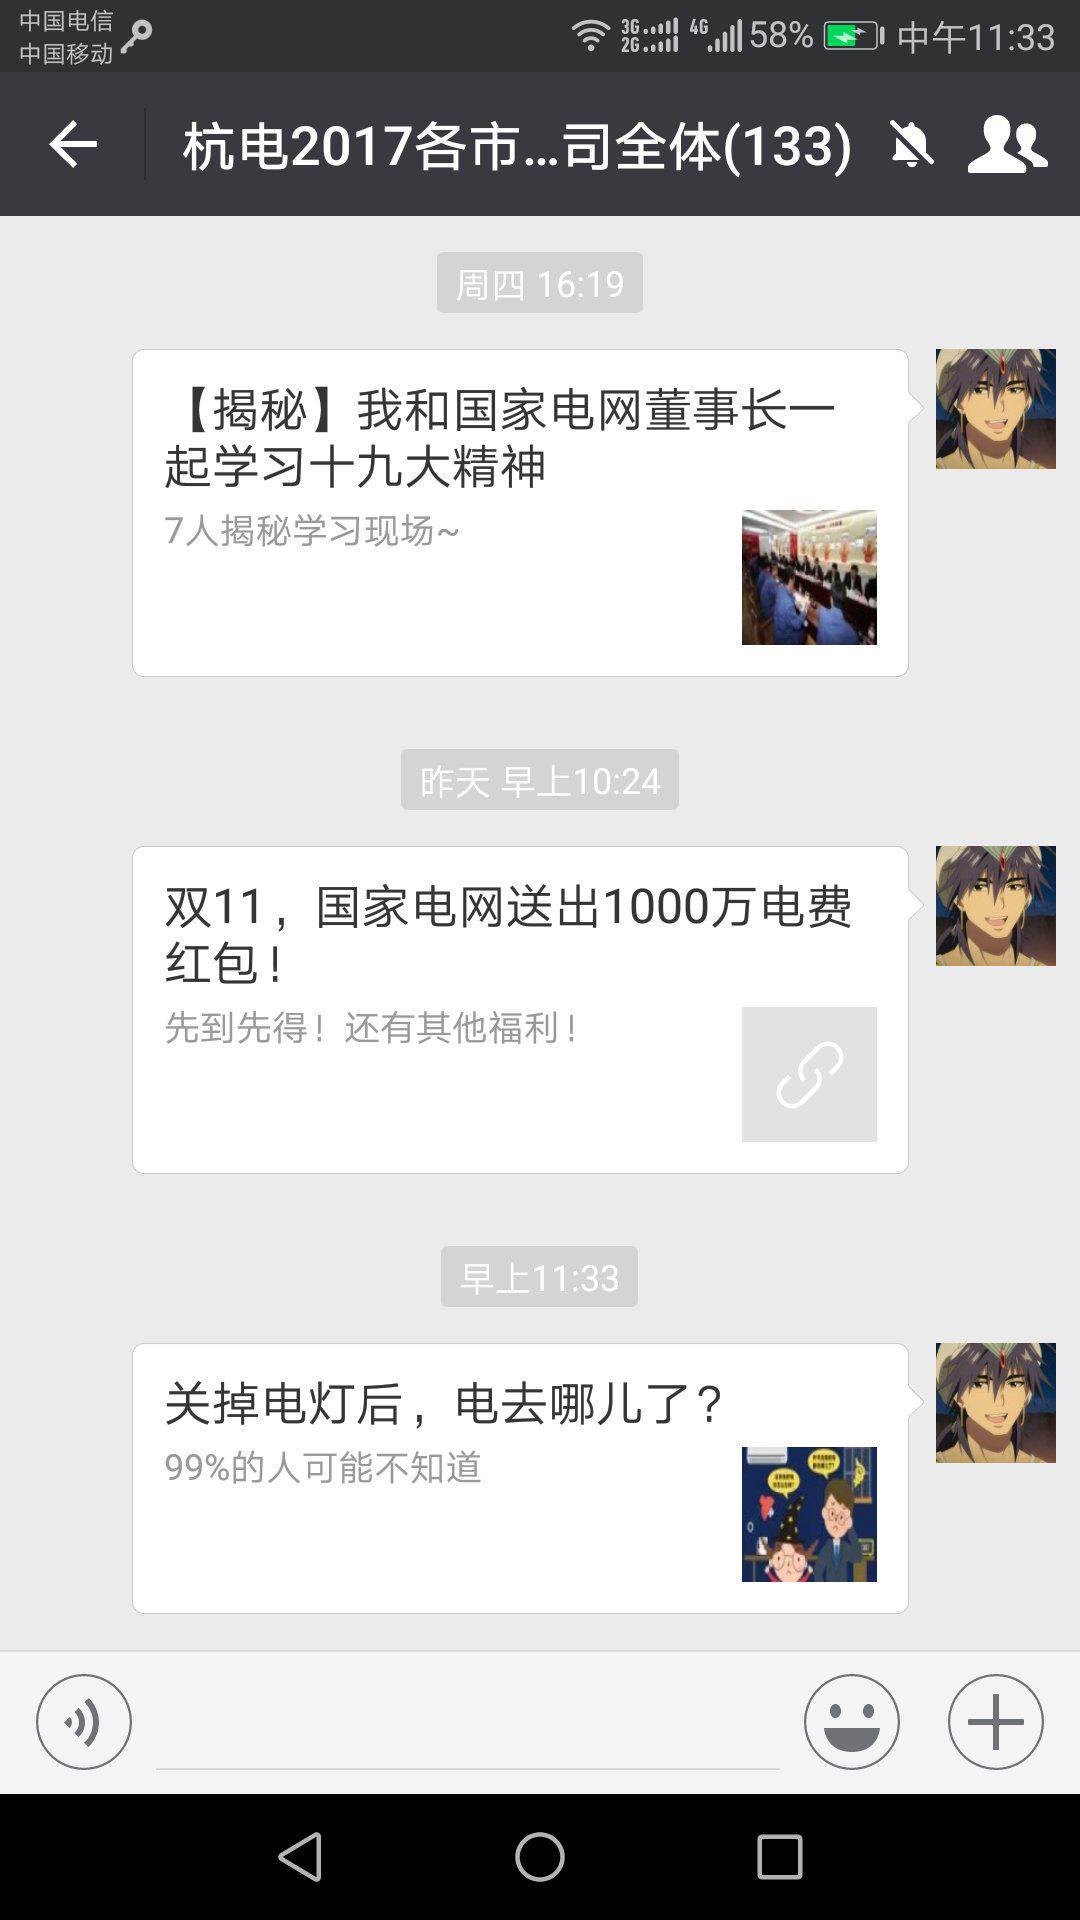 中国电信
中国移动
3G
2G
4G
58%
中午11:33
杭电2017各市...司全体(133)
周四 16:19
【揭秘】我和国家电网董事长一
起学习十九大精神
7人揭秘学习现场~
昨天 早上10:24
双11，国家电网送出1000万电费
红包！
先到先得！还有其他福利！
早上11:33
关掉电灯后，电去哪儿了？
99%的人可能不知道